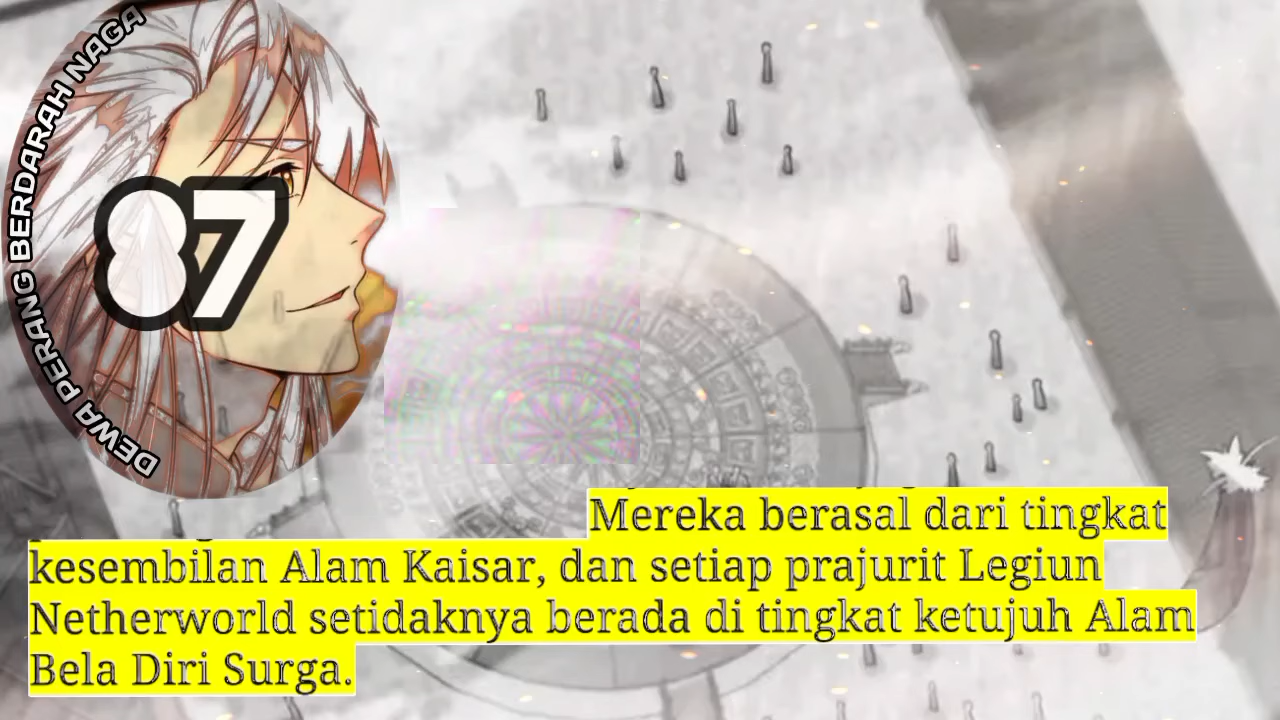 DEWA PERANG BERDARAH NAGA
87
Mereka berasal dari tingkat
kesembilan Alam Kaisar, dan setiap prajurit Legiun
Netherworld setidaknya berada di tingkat ketujuh Alam
Bela Diri Surga.